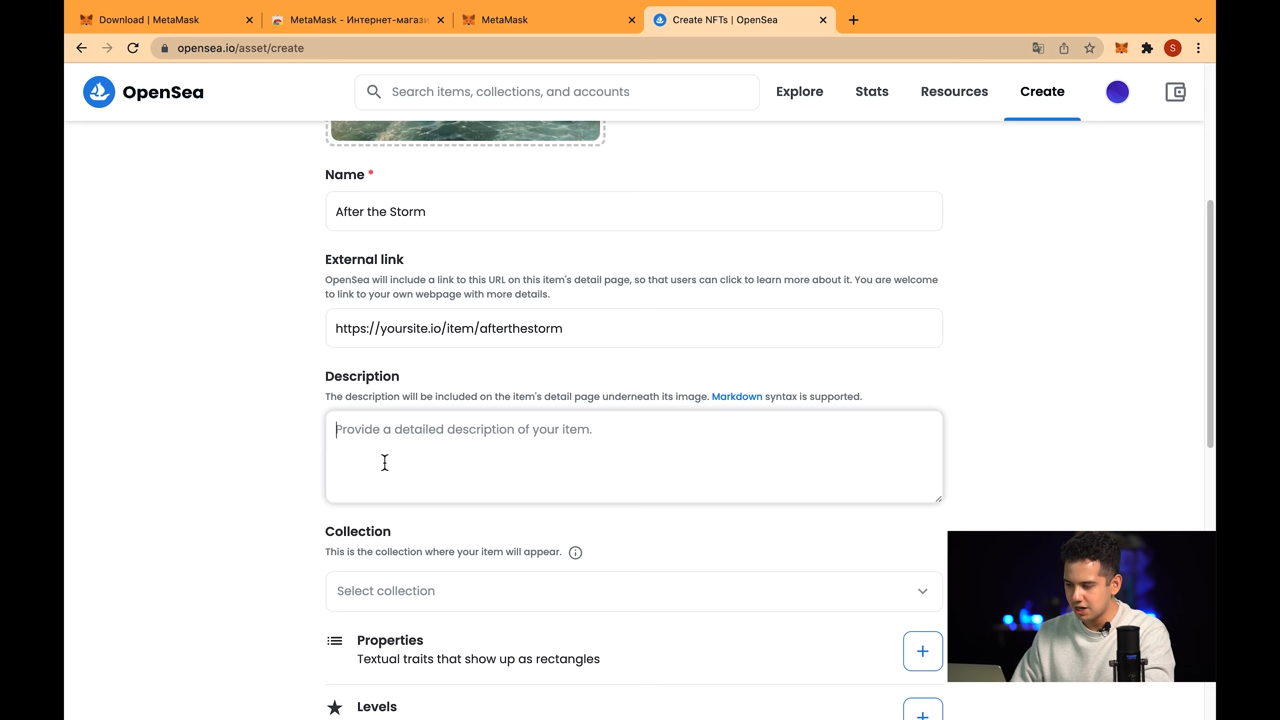 Download | MetaMask
MetaMask - Интернет-магази
MetaMask
Create NFTs | OpenSea
opensea.io/asset/create
S
OpenSea
Search items, collections, and accounts
Explore
Stats
Resources
Create
Name *
After the Storm
External link
OpenSea will include a link to this URL on this item's detail page, so that users can click to learn more about it. You are welcome
to link to your own webpage with more details.
https://yoursite.io/item/afterthestorm
Description
The description will be included on the item's detail page underneath its image. Markdown syntax is supported.
Provide a detailed description of your item.
Collection
This is the collection where your item will appear.
Select collection
Properties
Textual traits that show up as rectangles
Levels